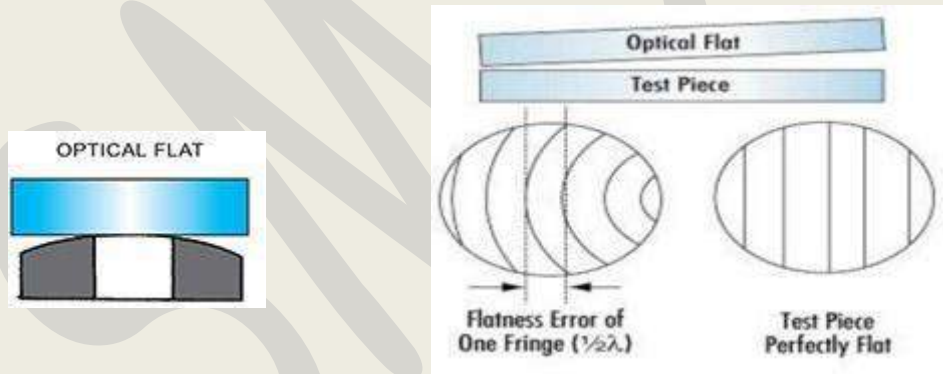 OPTICAL FLAT
Optical Flat
Test Piece
Flatness Error of
One Fringe (½λ)
Test Piece
Perfectly Flat